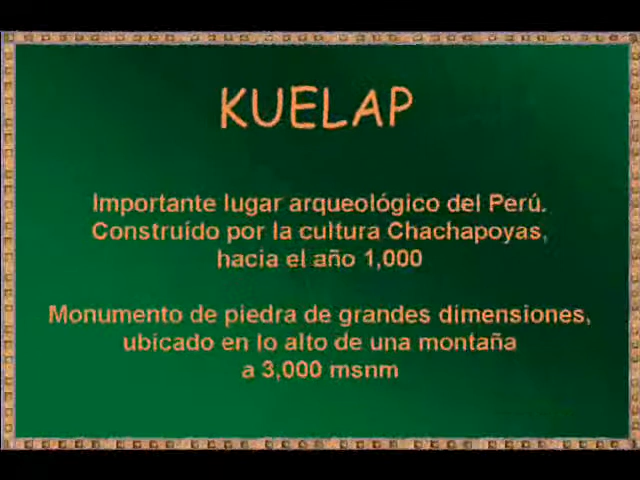 KUELAP
Importante lugar arqueológico del Perú.
Construído por la cultura Chachapoyas,
hacia el año 1,000
Monumento de piedra de grandes dimensiones,
ubicado en lo alto de una montaña
a 3,000 msnm